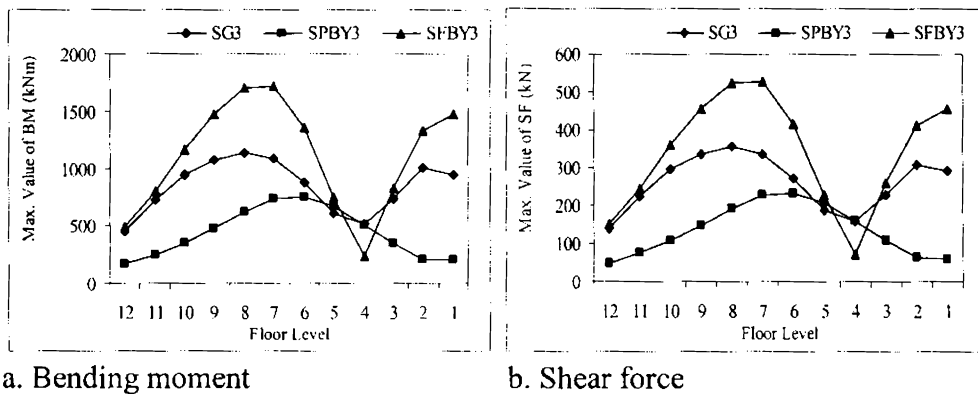 SG3 SPBY3 SFBY3
Max. Value of BM (kNm)
2000
1500
1000
500
0
12 11 10 9 8 7 6 5 4 3 2 1
Floor Level
a. Bending moment
SG3 SPBY3 SFBY3
Max. Value of SF (kN)
600
500
400
300
200
100
0
12 11 10 9 8 7 6 5 4 3 2 1
Floor Level
b. Shear force